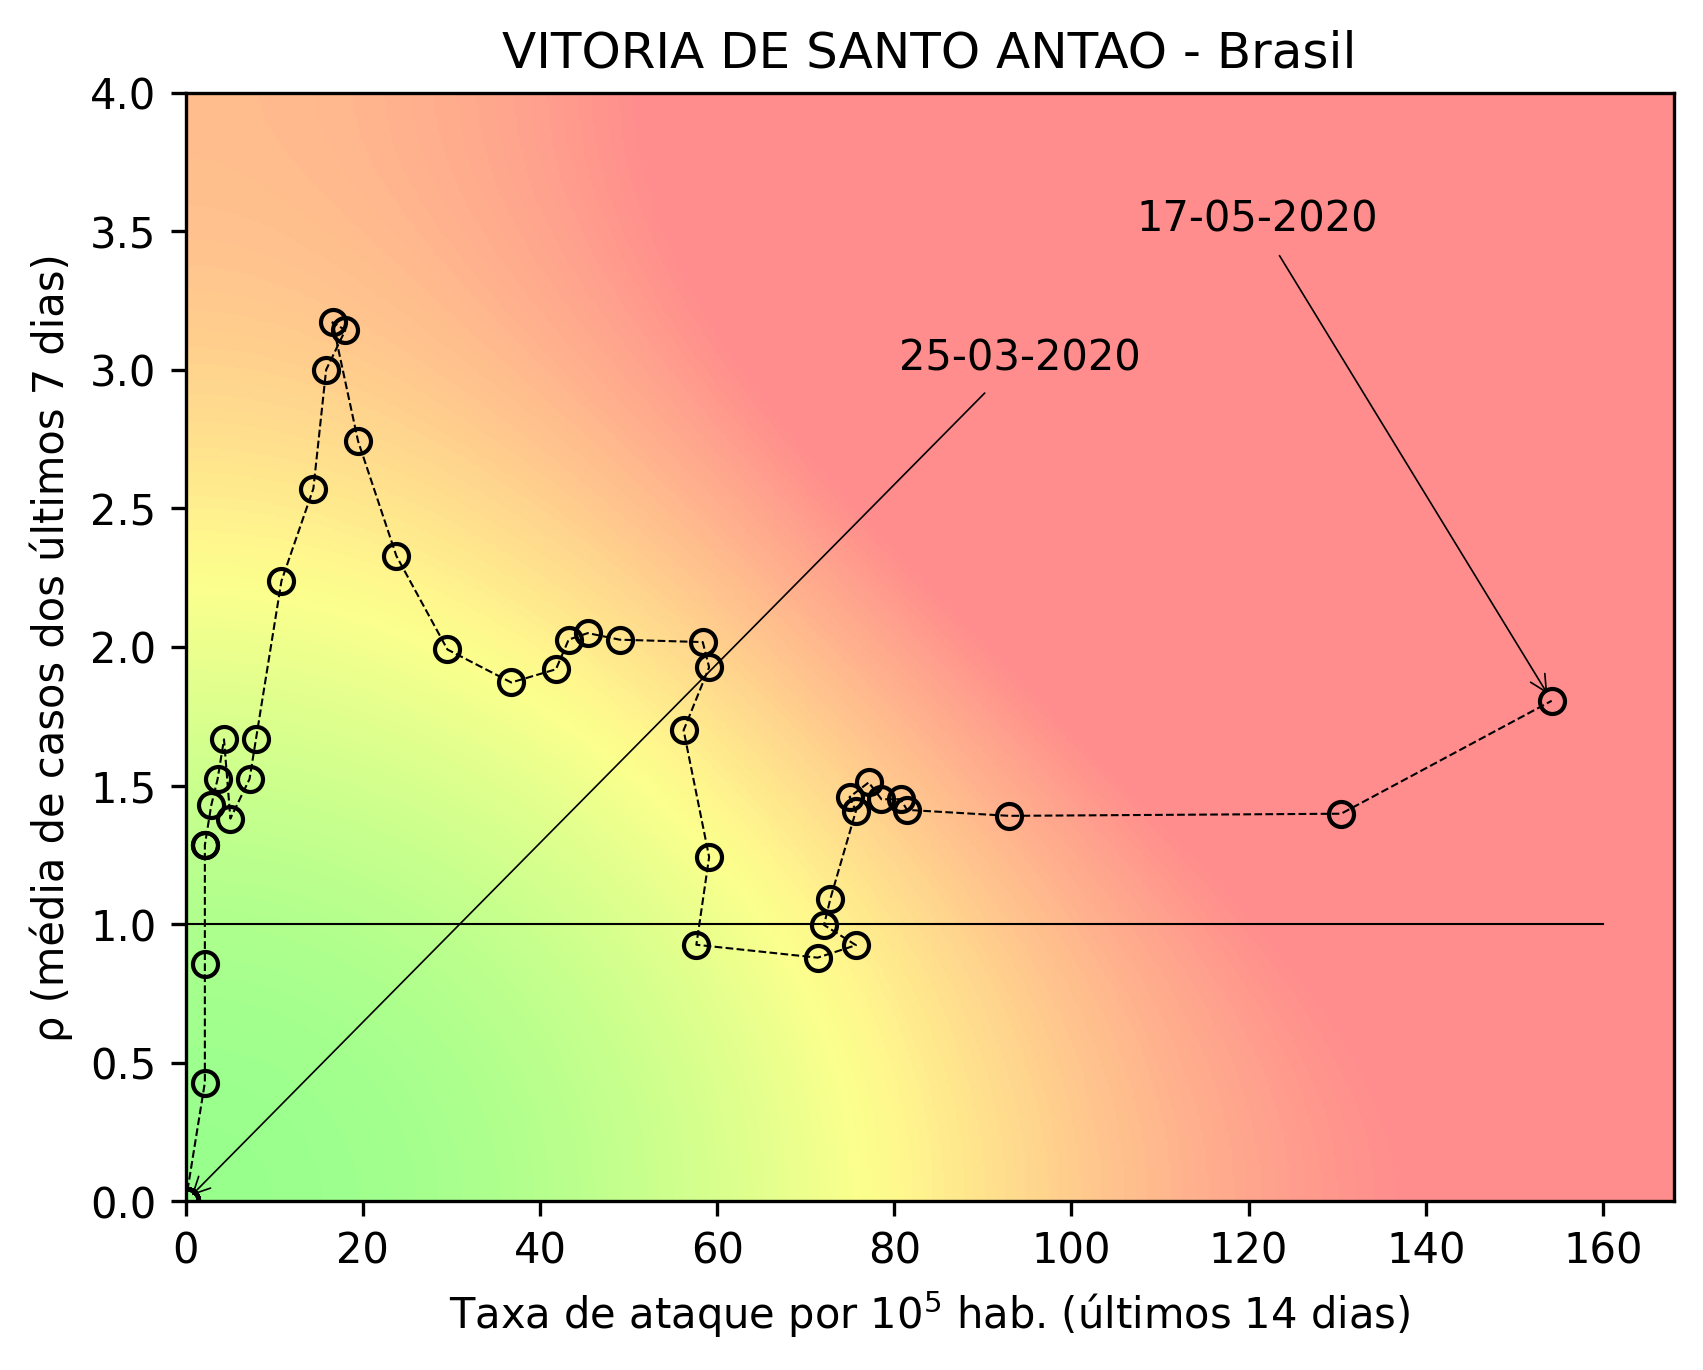 VITORIA DE SANTO ANTAO - Brasil
4.0
3.5
3.0
2.5
2.0
1.5
1.0
0.5
0.0
ρ (média de casos dos últimos 7 dias)
17-05-2020
25-03-2020
0 20 40 60 80 100 120 140 160
Taxa de ataque por 10⁵ hab. (últimos 14 dias)